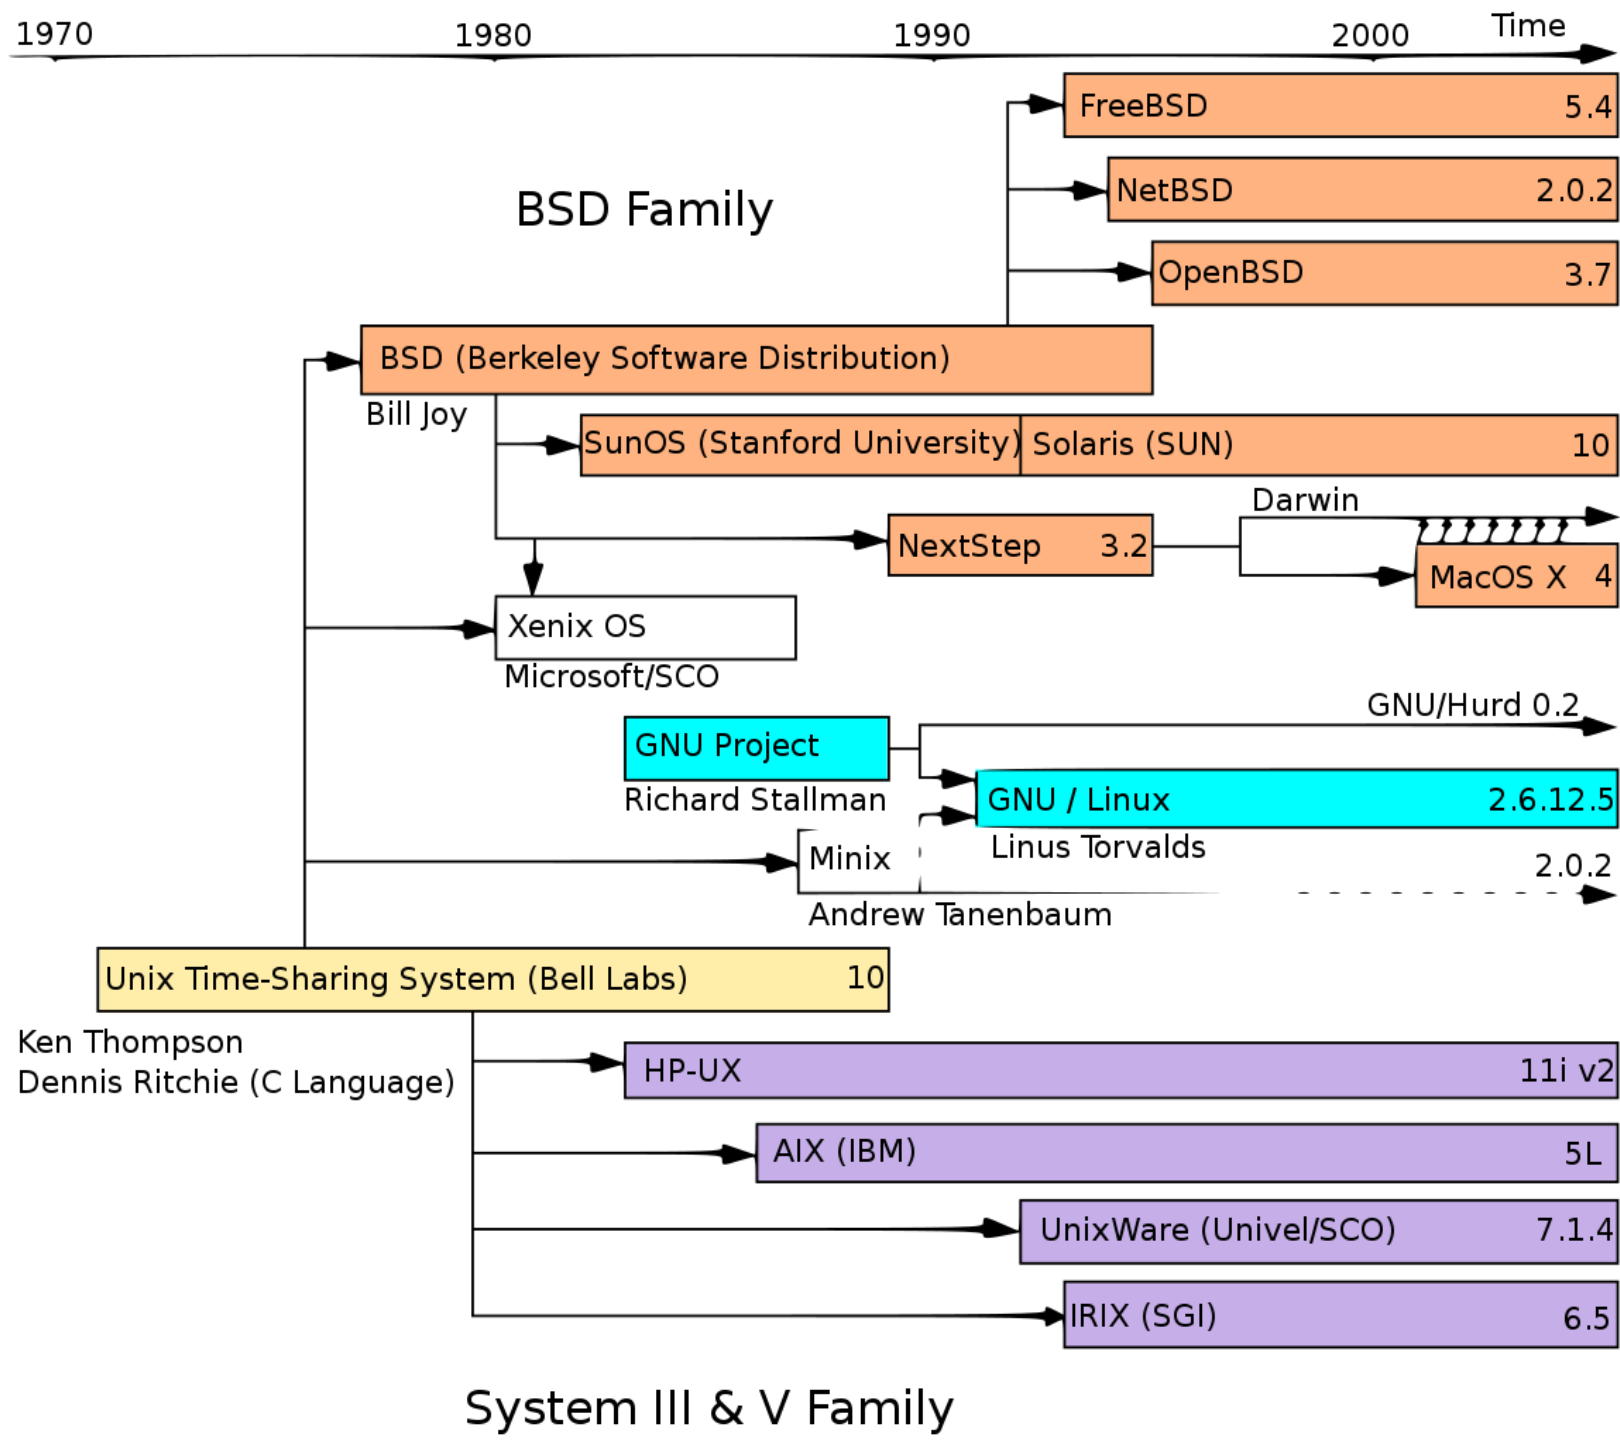 1970 1980 1990 2000 Time
FreeBSD 5.4
NetBSD 2.0.2
BSD Family
OpenBSD 3.7
BSD (Berkeley Software Distribution)
Bill Joy
SunOS (Stanford University) Solaris (SUN) 10
Darwin
NextStep 3.2
MacOS X 4
Xenix OS
Microsoft/SCO
GNU/Hurd 0.2
GNU Project
Richard Stallman
GNU / Linux 2.6.12.5
Linus Torvalds
Minix 2.0.2
Andrew Tanenbaum
Unix Time-Sharing System (Bell Labs) 10
Ken Thompson
Dennis Ritchie (C Language)
HP-UX 11i v2
AIX (IBM) 5L
UnixWare (Univel/SCO) 7.1.4
IRIX (SGI) 6.5
System III & V Family